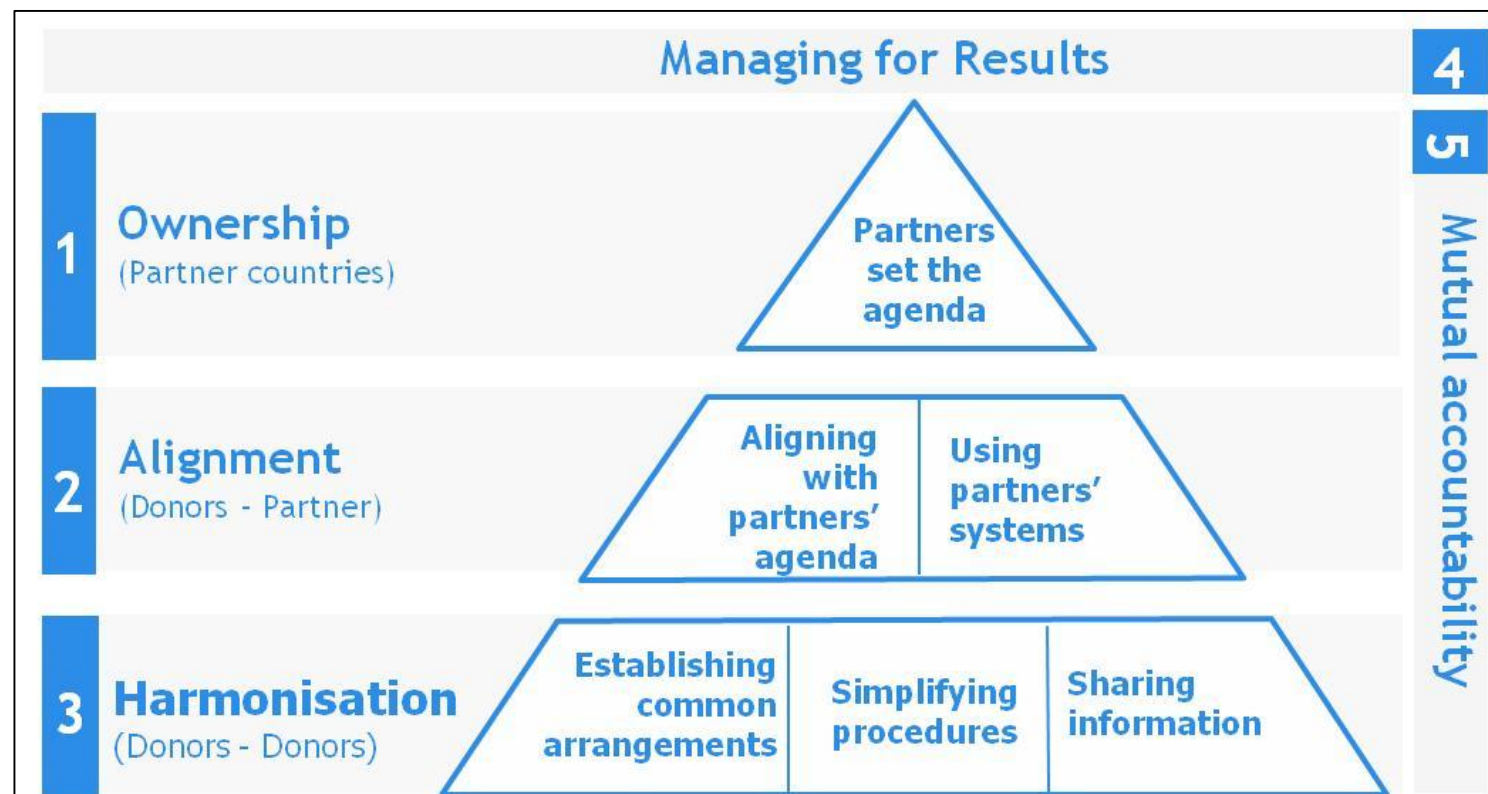 Managing for Results
4
5
Mutual accountability
1
Ownership
(Partner countries)
Partners
set the
agenda
2
Alignment
(Donors - Partner)
Aligning
with
partners’
agenda
Using
partners’
systems
3
Harmonisation
(Donors - Donors)
Establishing
common
arrangements
Simplifying
procedures
Sharing
information